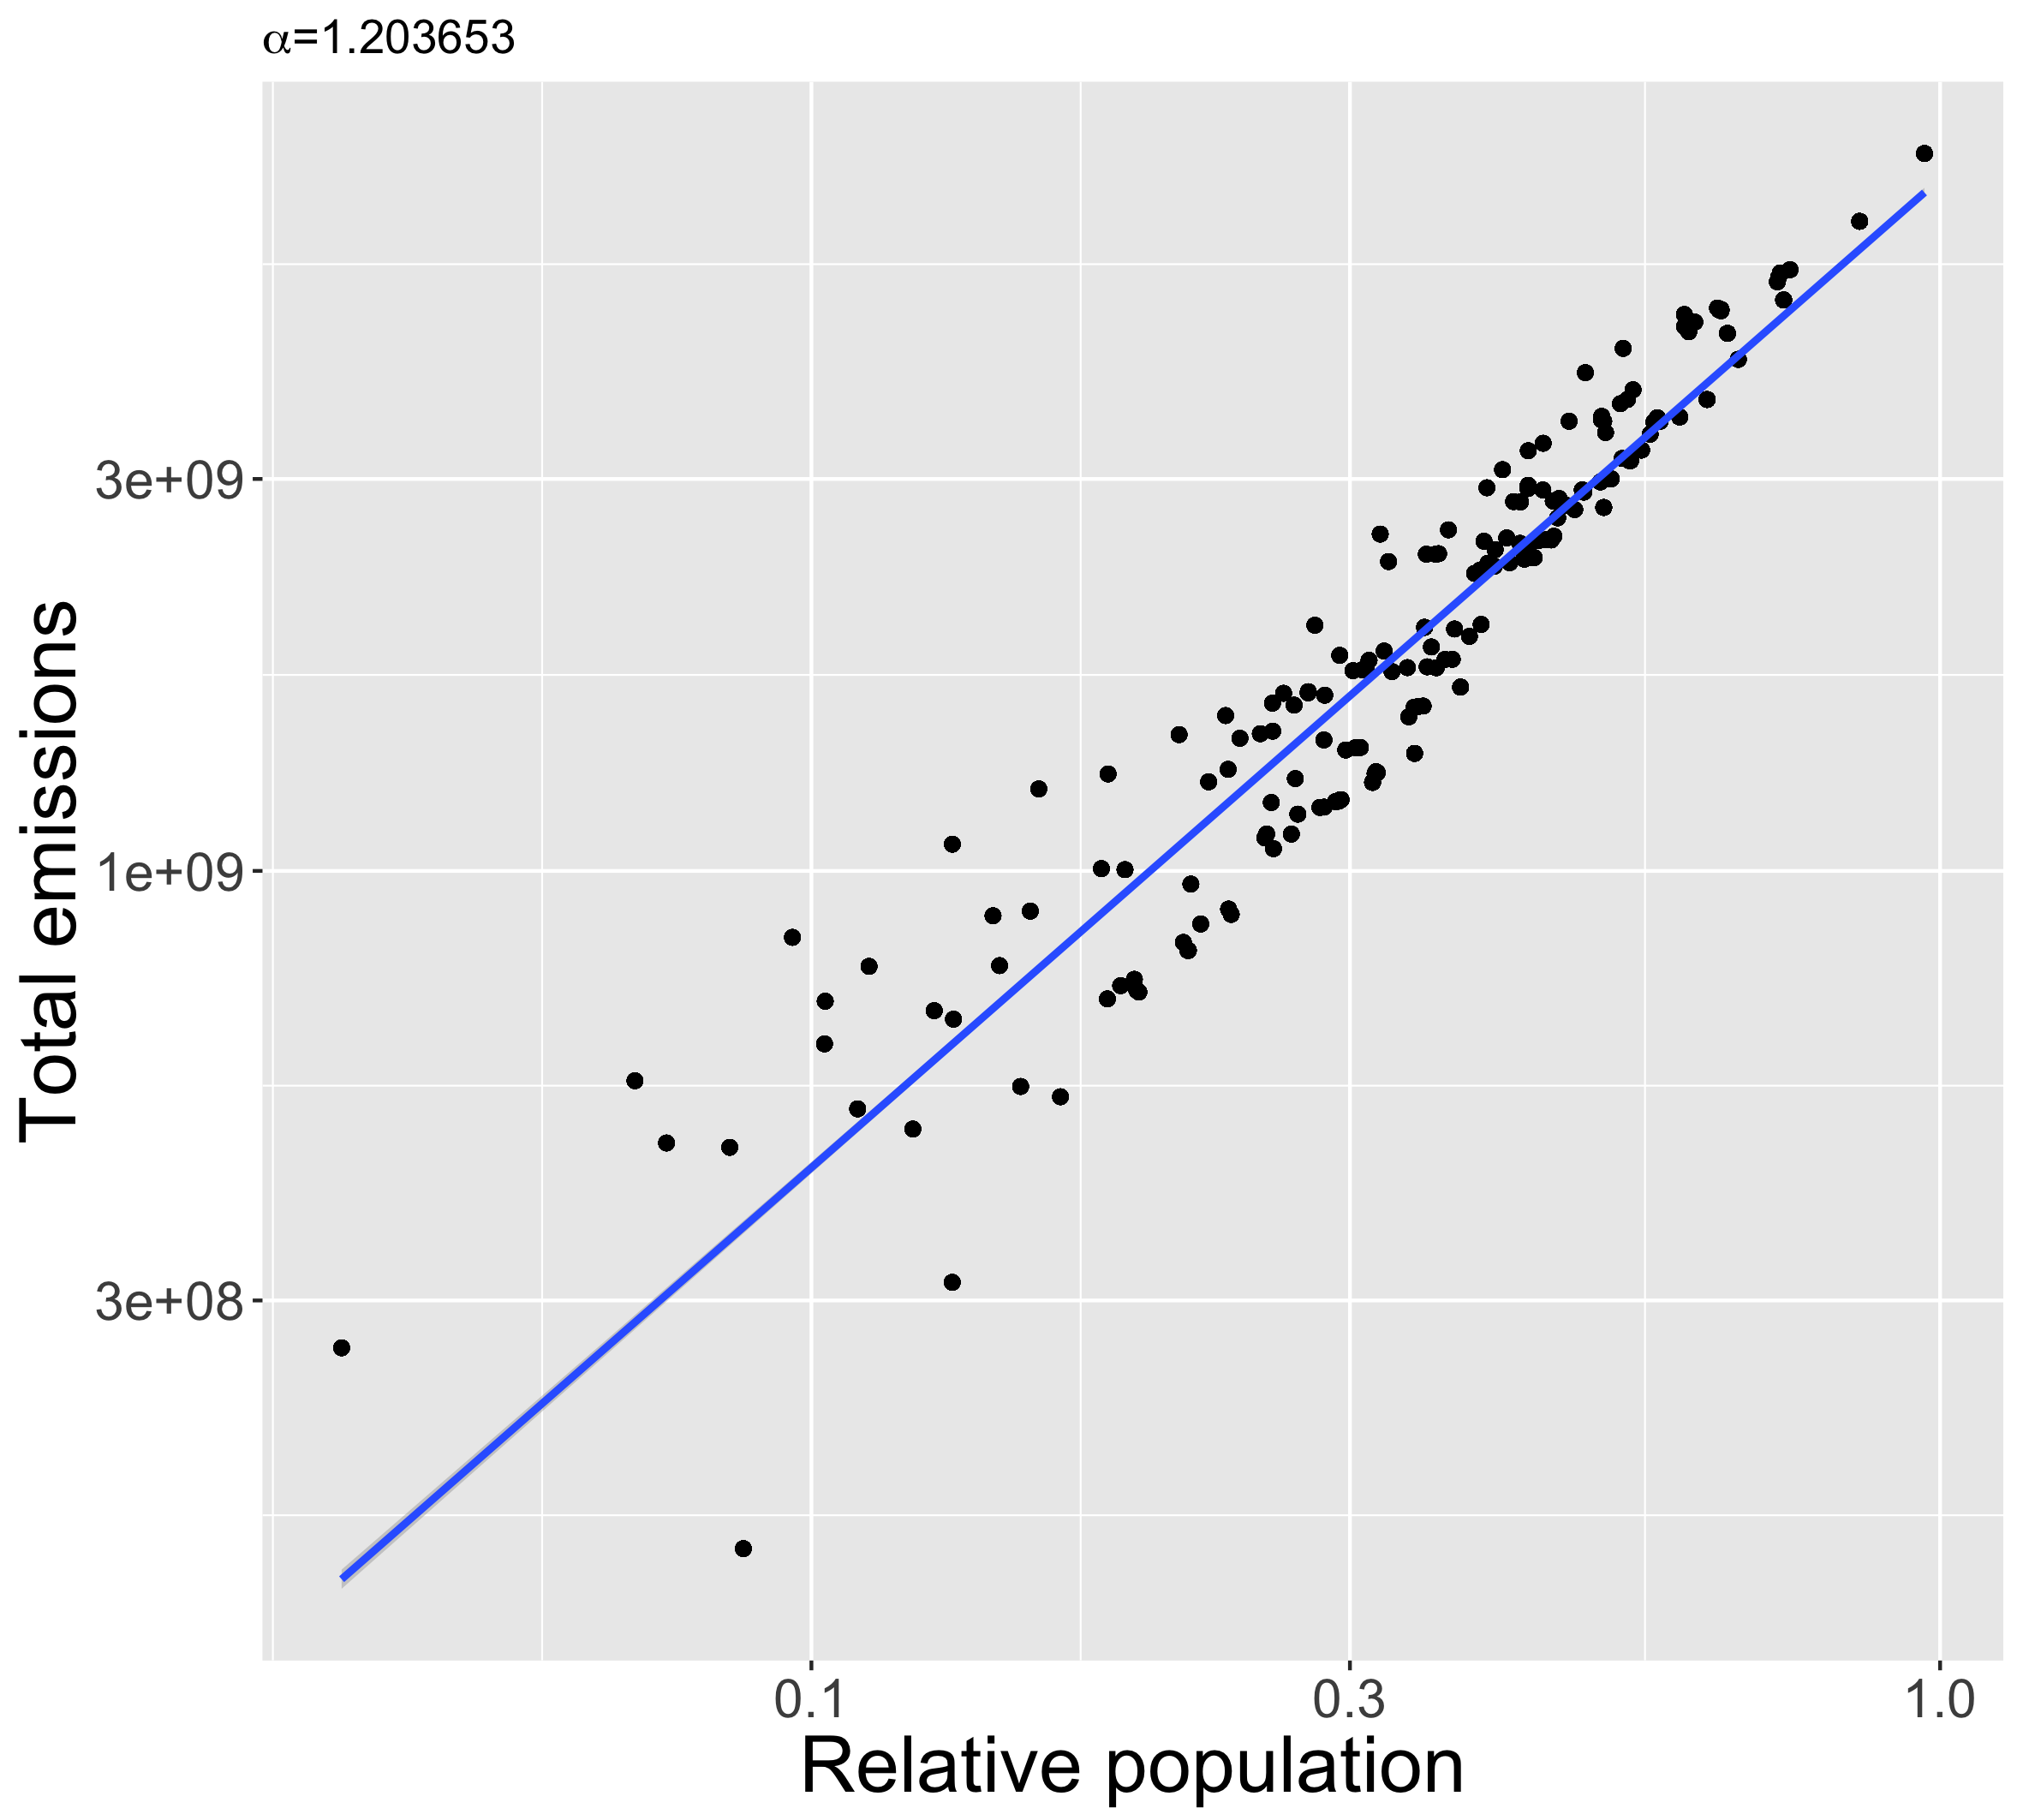 α=1.203653
Total emissions
3e+09
1e+09
3e+08
0.1
0.3
1.0
Relative population